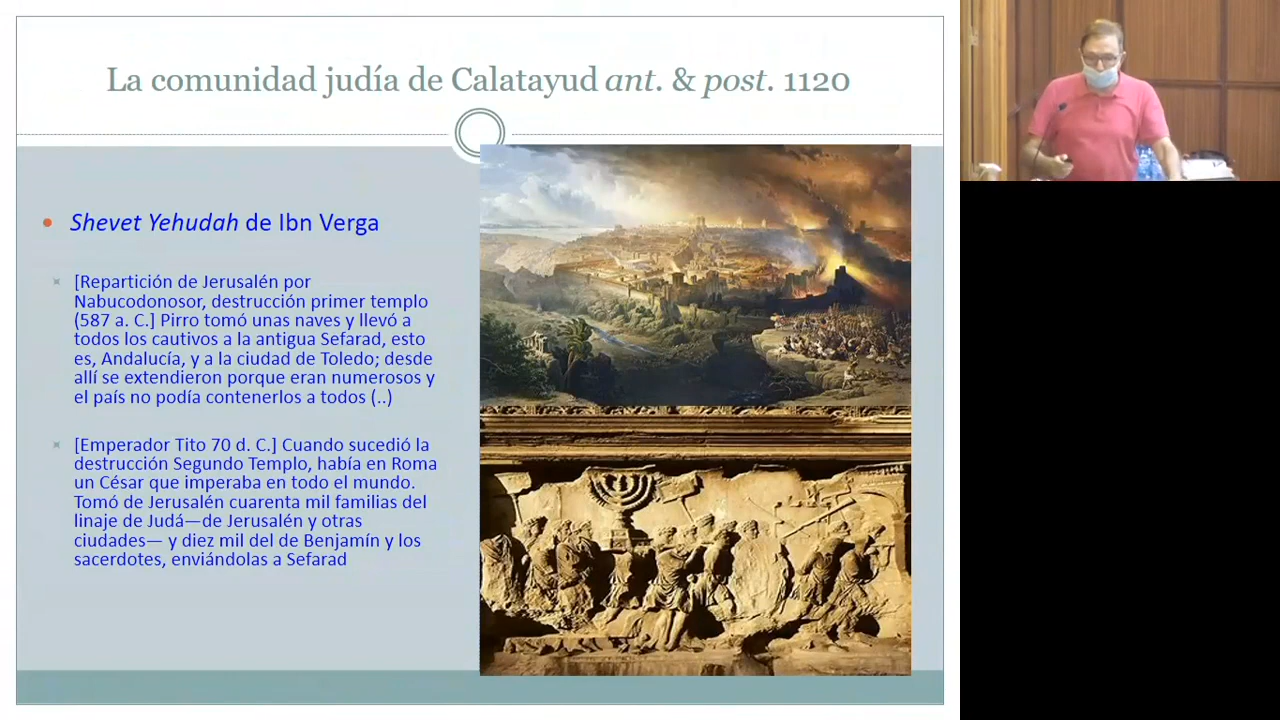 La comunidad judía de Calatayud ant. & post. 1120
Shevet Yehudah de Ibn Verga
[Repartición de Jerusalén por
Nabucodonosor, destrucción primer templo
(587 a. C.] Pirro tomó unas naves y llevó a
todos los cautivos a la antigua Sefarad, esto
es, Andalucía, y a la ciudad de Toledo; desde
allí se extendieron porque eran numerosos y
el país no podía contenerlos a todos (..)
[Emperador Tito 70 d. C.] Cuando sucedió la
destrucción Segundo Templo, había en Roma
un César que imperaba en todo el mundo.
Tomó de Jerusalén cuarenta mil familias del
linaje de Judá—de Jerusalén y otras
ciudades— y diez mil del de Benjamín y los
sacerdotes, enviándolas a Sefarad